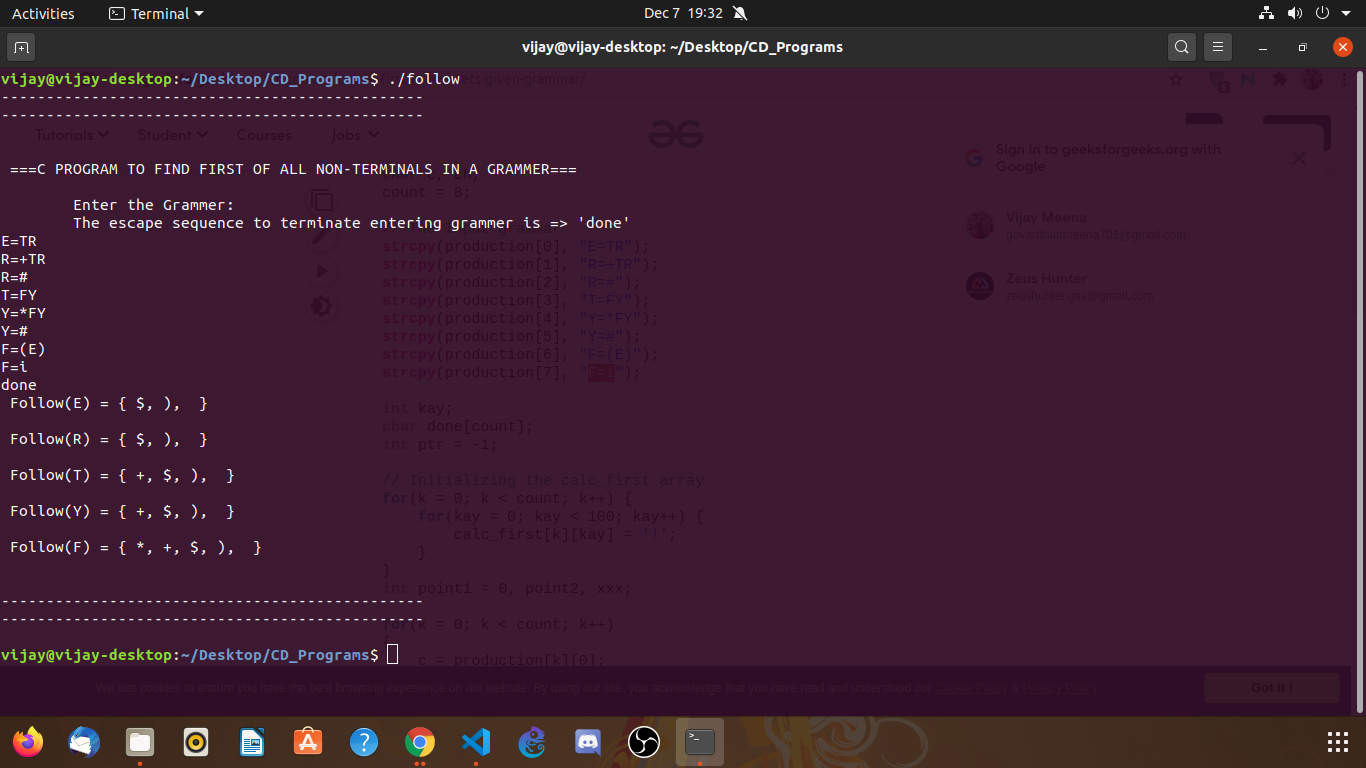 Activities
Terminal
Dec 7 19:32
vijay@vijay-desktop: ~/Desktop/CD_Programs
vijay@vijay-desktop:~/Desktop/CD_Programs$ ./follow
ets-given-grammar/
-----------------------------------------------
-----------------------------------------------
Tutorials Student Courses Jobs
===C PROGRAM TO FIND FIRST OF ALL NON-TERMINALS IN A GRAMMER===
Enter the Grammer:
The escape sequence to terminate entering grammer is => 'done'
E=TR
R=+TR
R=#
T=FY
Y=*FY
Y=#
F=(E)
F=i
done
Follow(E) = { $, ),  }
Follow(R) = { $, ),  }
Follow(T) = { +, $, ),  }
Follow(Y) = { +, $, ),  }
Follow(F) = { *, +, $, ),  }
-----------------------------------------------
-----------------------------------------------
vijay@vijay-desktop:~/Desktop/CD_Programs$
count = 8;
strcpy(production[0], "E=TR");
strcpy(production[1], "R=+TR");
strcpy(production[2], "R=#");
strcpy(production[3], "T=FY");
strcpy(production[4], "Y=*FY");
strcpy(production[5], "Y=#");
strcpy(production[6], "F=(E)");
strcpy(production[7], "F=i");
int kay;
char done[count];
int ptr = -1;
// Initializing the calc_first array
for(k = 0; k < count; k++) {
for(kay = 0; kay < 100; kay++) {
calc_first[k][kay] = '!';
}
}
int point1 = 0, point2, xxx;
for(k = 0; k < count; k++)
{
c = production[k][0];
Sign in to geeksforgeeks.org with
Google
Vijay Meena
govardhanmeena701@gmail.com
Zeus Hunter
zeushunter.gsx@gmail.com
We use cookies to ensure you have the best browsing experience on our website. By using our site, you acknowledge that you have read and understood our Cookie Policy & Privacy Policy
Got It !